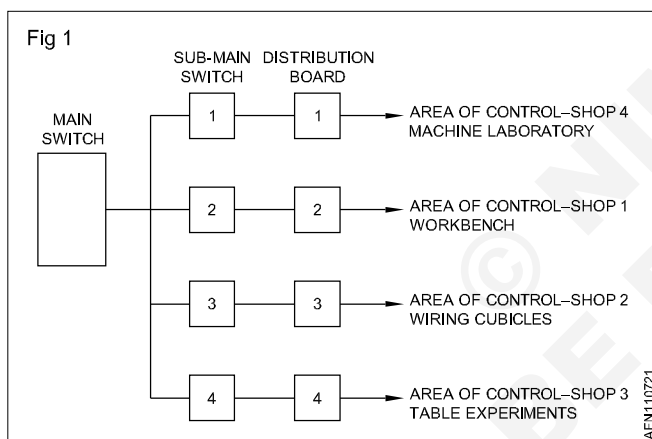 Fig 1
SUB-MAIN SWITCH
DISTRIBUTION BOARD
MAIN SWITCH
1
1
AREA OF CONTROL–SHOP 4
MACHINE LABORATORY
2
2
AREA OF CONTROL–SHOP 1
WORKBENCH
3
3
AREA OF CONTROL–SHOP 2
WIRING CUBICLES
4
4
AREA OF CONTROL–SHOP 3
TABLE EXPERIMENTS